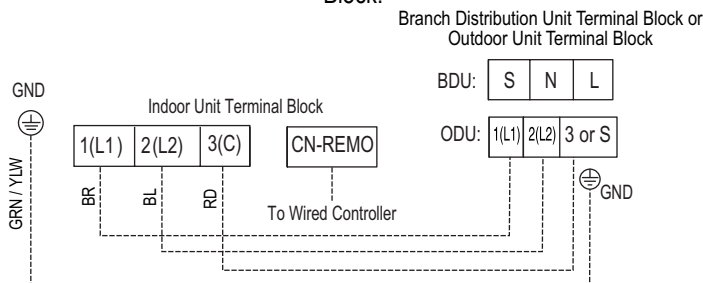 Block.
Branch Distribution Unit Terminal Block or
Outdoor Unit Terminal Block
BDU: S N L
GND
Indoor Unit Terminal Block
1(L1) 2(L2) 3(C) CN-REMO
ODU: 1(L1) 2(L2) 3 or S
GRN / YLW
BR BL RD
To Wired Controller
GND